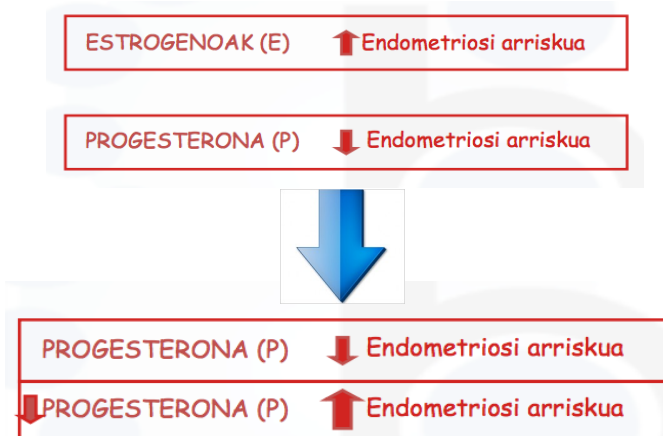 ESTROGENOAK (E) Endometriosi arriskua
PROGESTERONA (P) Endometriosi arriskua
PROGESTERONA (P) Endometriosi arriskua
PROGESTERONA (P) Endometriosi arriskua